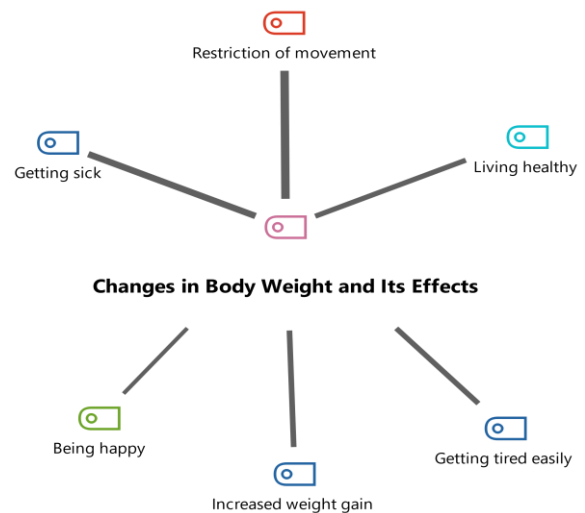 Restriction of movement
Getting sick
Living healthy
Changes in Body Weight and Its Effects
Being happy
Getting tired easily
Increased weight gain